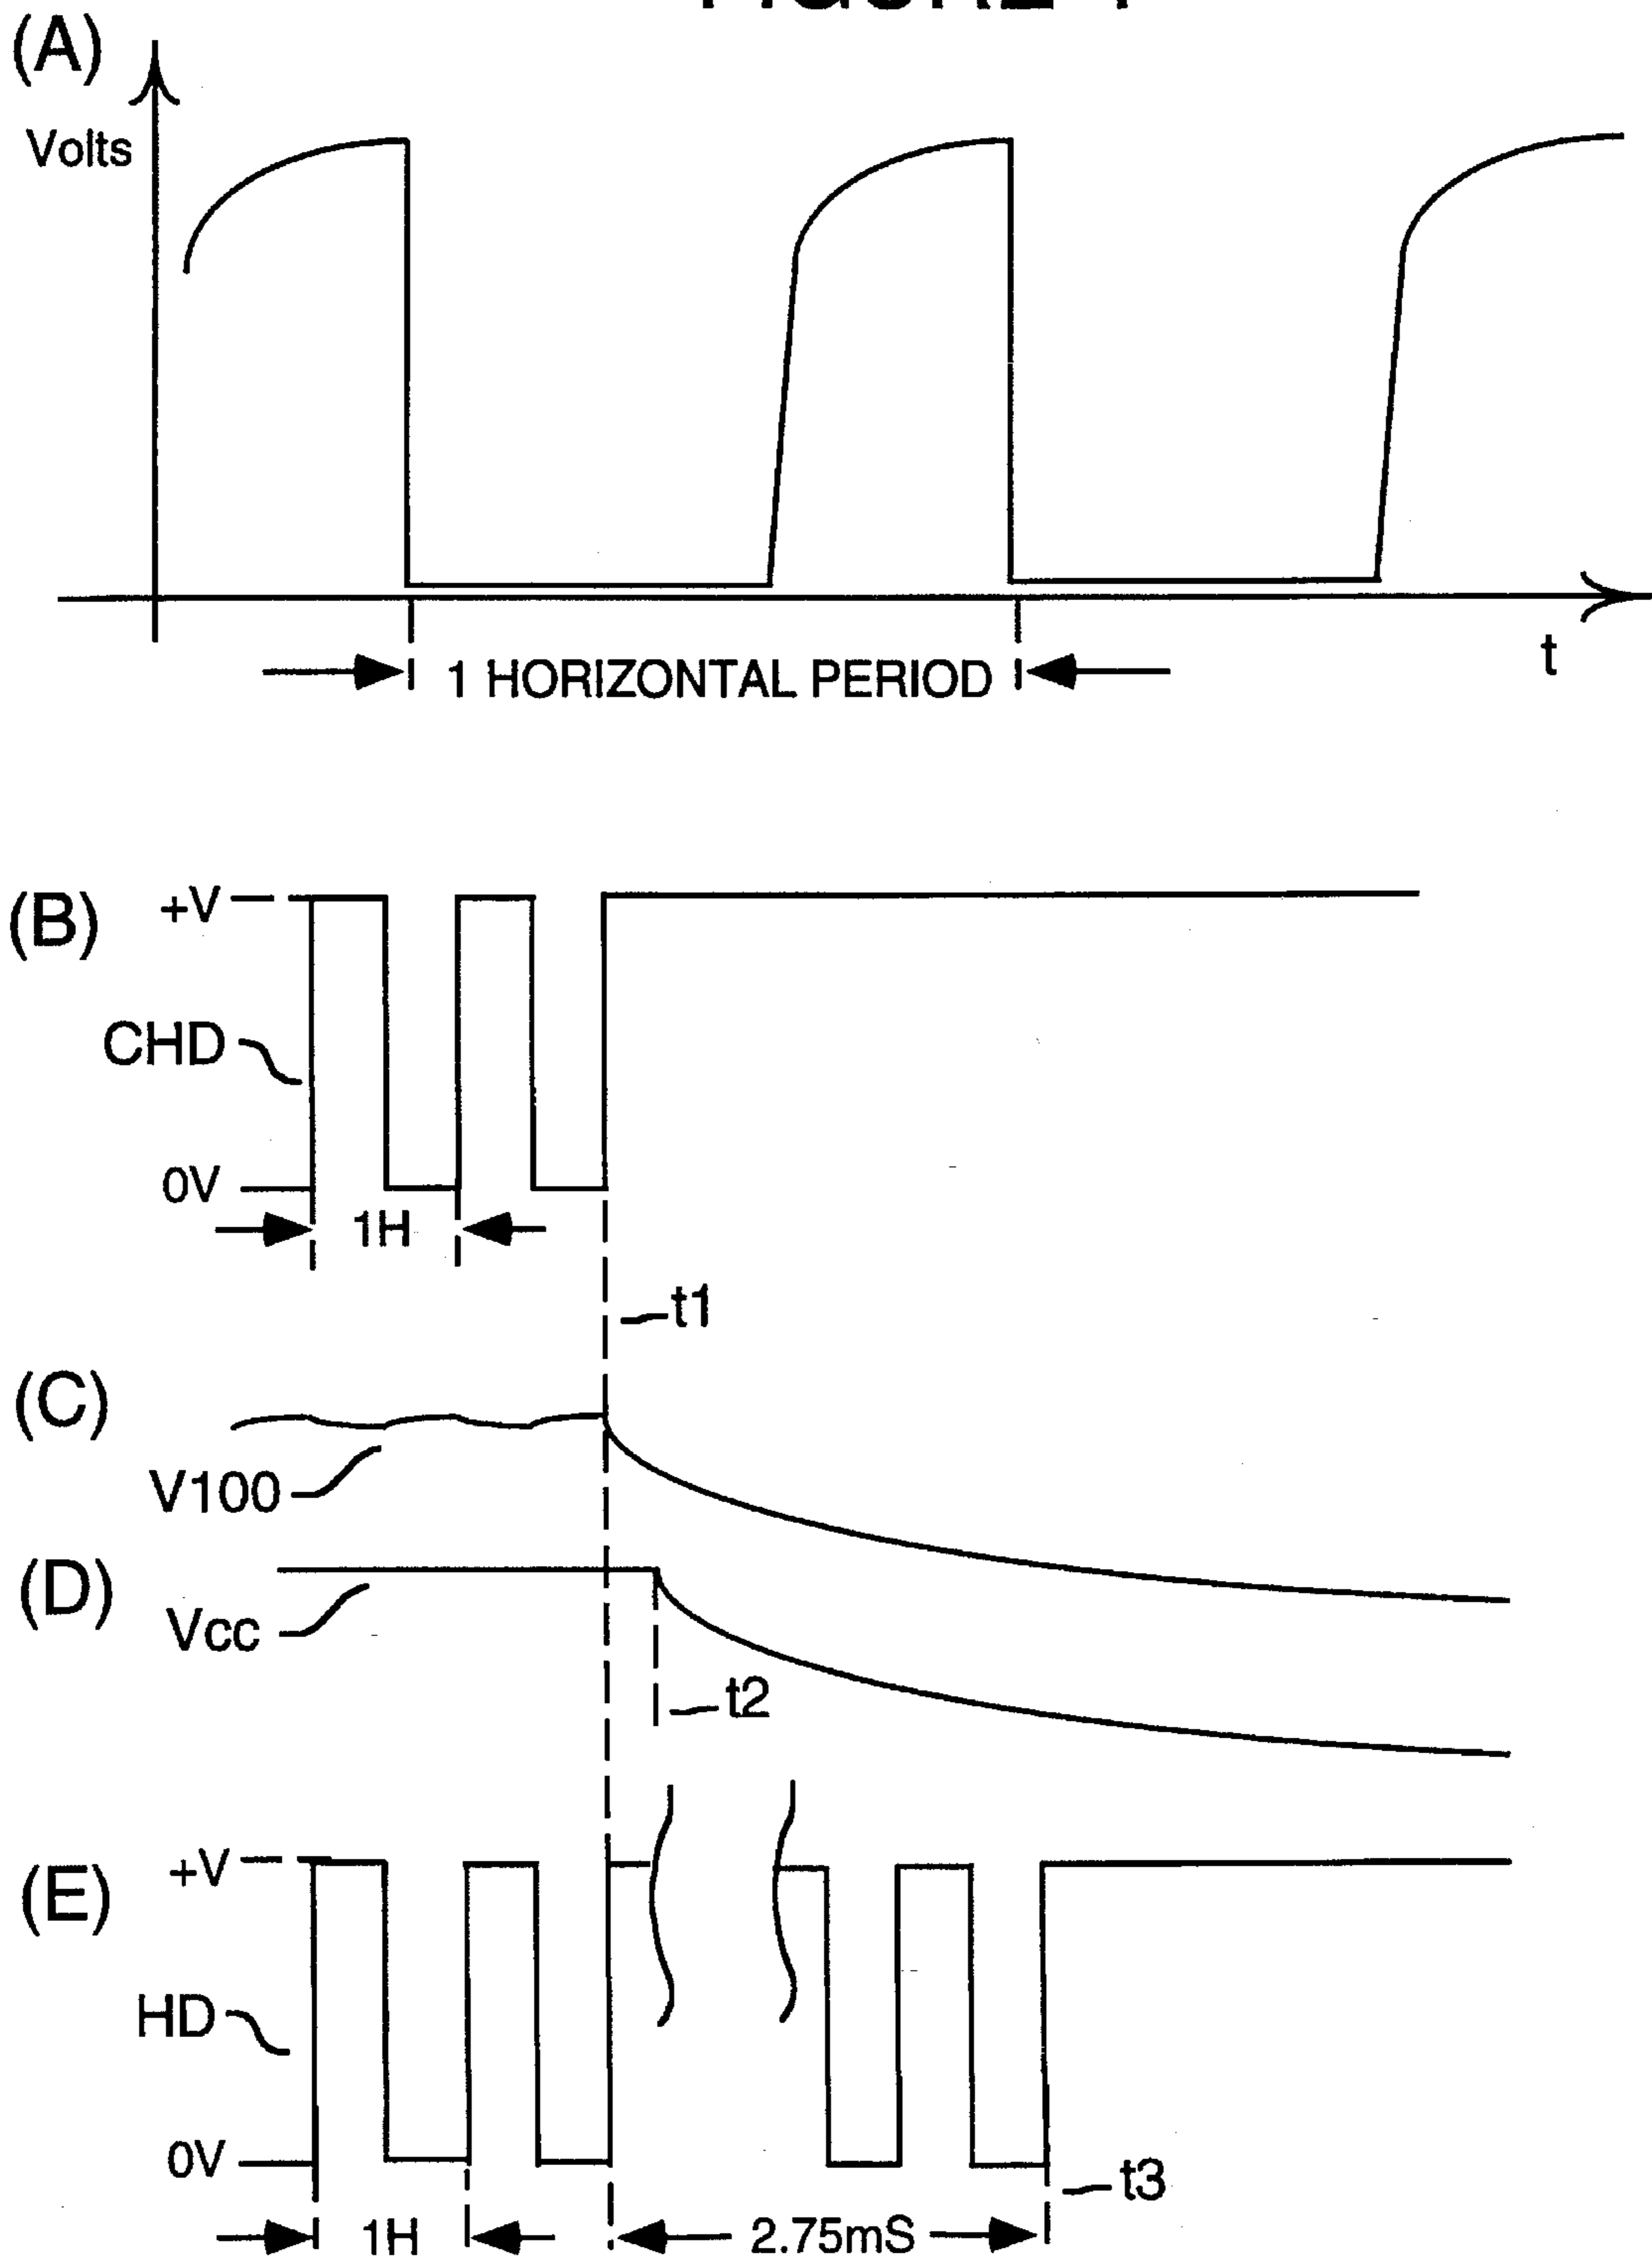 (A)
Volts
t
1 HORIZONTAL PERIOD
(B)
+V
CHD
0V
1H
t1
(C)
V100
(D)
Vcc
t2
(E)
+V
HD
0V
t3
1H
2.75mS